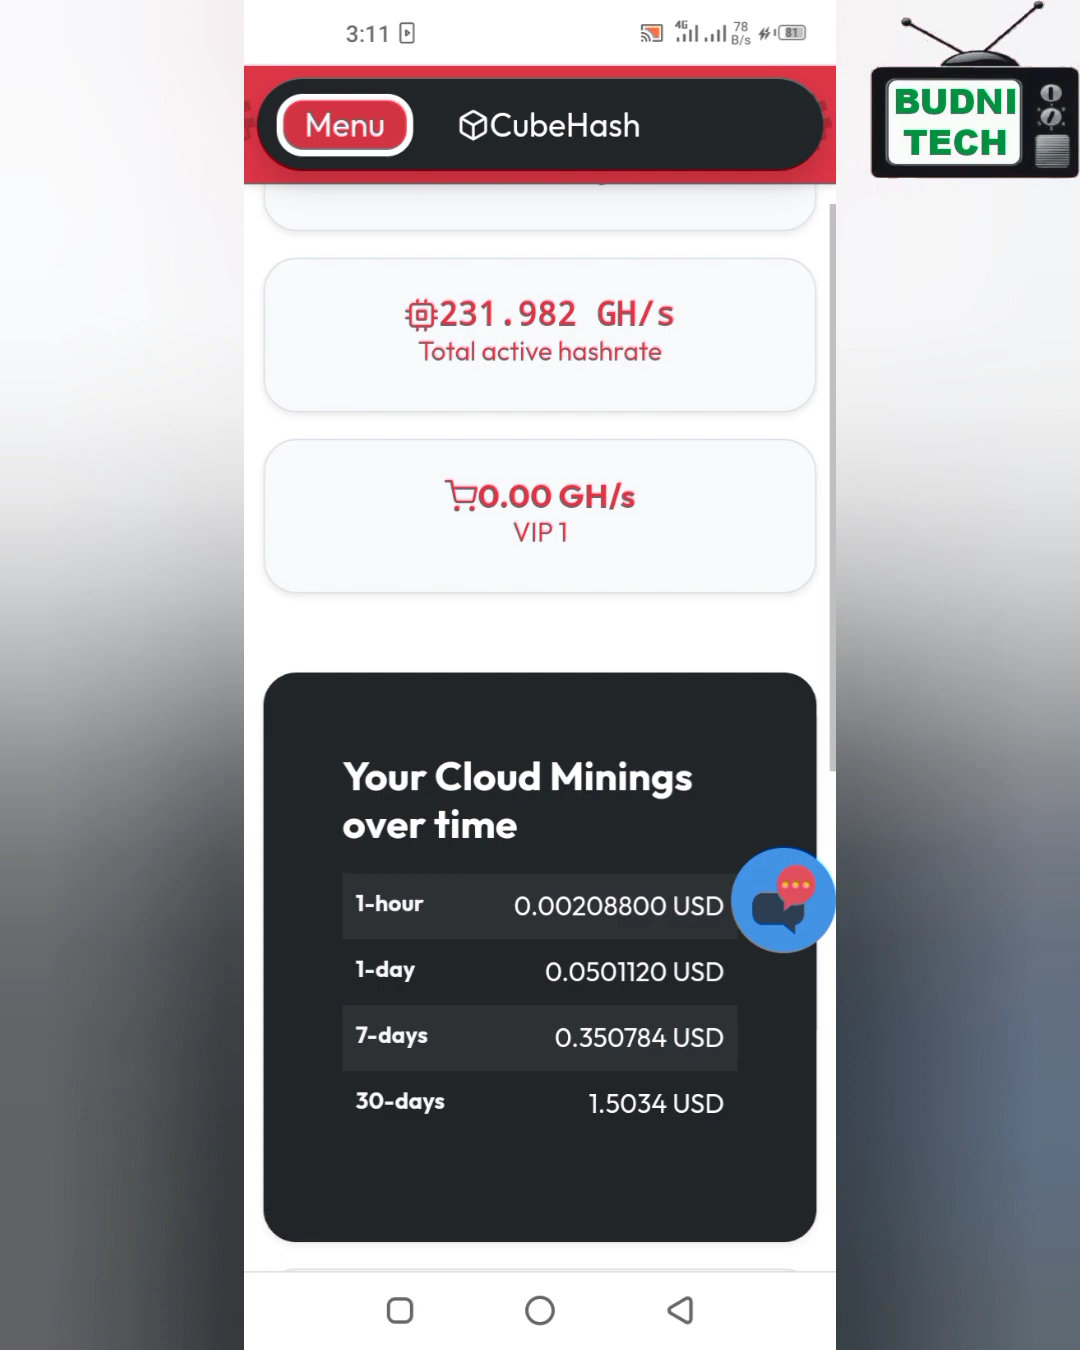 3:11
4G
78
B/s
81
BUDNI
TECH
Menu
CubeHash
231.982 GH/s
Total active hashrate
0.00 GH/s
VIP 1
Your Cloud Minings
over time
1-hour 0.00208800 USD
1-day 0.0501120 USD
7-days 0.350784 USD
30-days 1.5034 USD